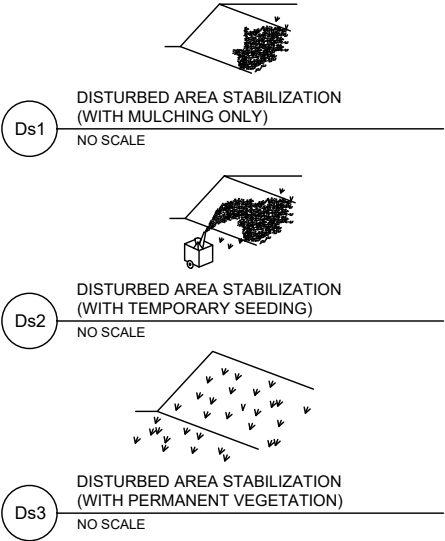 DISTURBED AREA STABILIZATION
(WITH MULCHING ONLY)
Ds1
NO SCALE
DISTURBED AREA STABILIZATION
(WITH TEMPORARY SEEDING)
Ds2
NO SCALE
DISTURBED AREA STABILIZATION
(WITH PERMANENT VEGETATION)
Ds3
NO SCALE